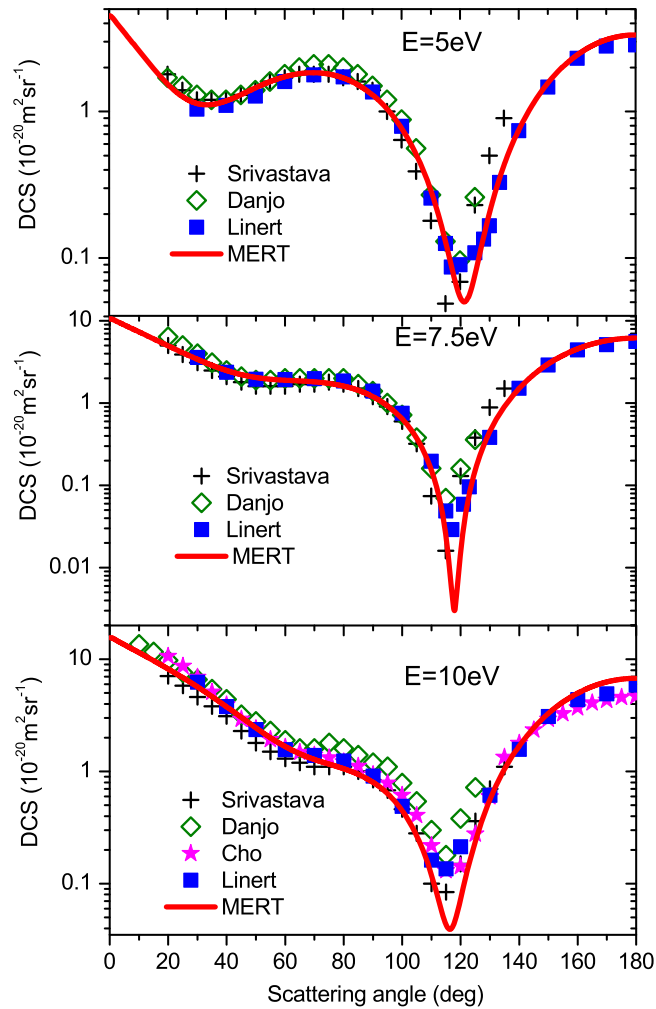 E=5eV
DCS (10⁻²⁰m²sr⁻¹)
1
0.1
Srivastava
Danjo
Linert
MERT
E=7.5eV
DCS (10⁻²⁰m²sr⁻¹)
10
1
0.1
0.01
Srivastava
Danjo
Linert
MERT
E=10eV
DCS (10⁻²⁰m²sr⁻¹)
10
1
0.1
Srivastava
Danjo
Cho
Linert
MERT
0 20 40 60 80 100 120 140 160 180
Scattering angle (deg)